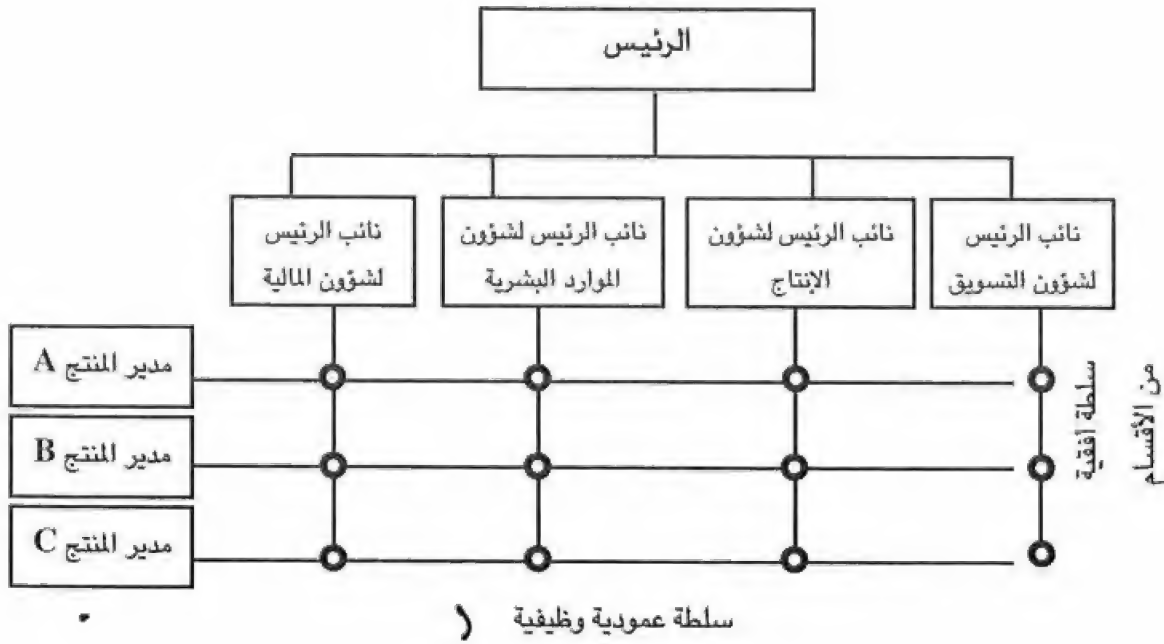 الرئيس
نائب الرئيس
لشؤون التسويق
نائب الرئيس لشؤون
الإنتاج
نائب الرئيس لشؤون
الموارد البشرية
نائب الرئيس
لشؤون المالية
مدير المنتج A
مدير المنتج B
مدير المنتج C
سلطة افقية
من الأقسام
سلطة عمودية وظيفية